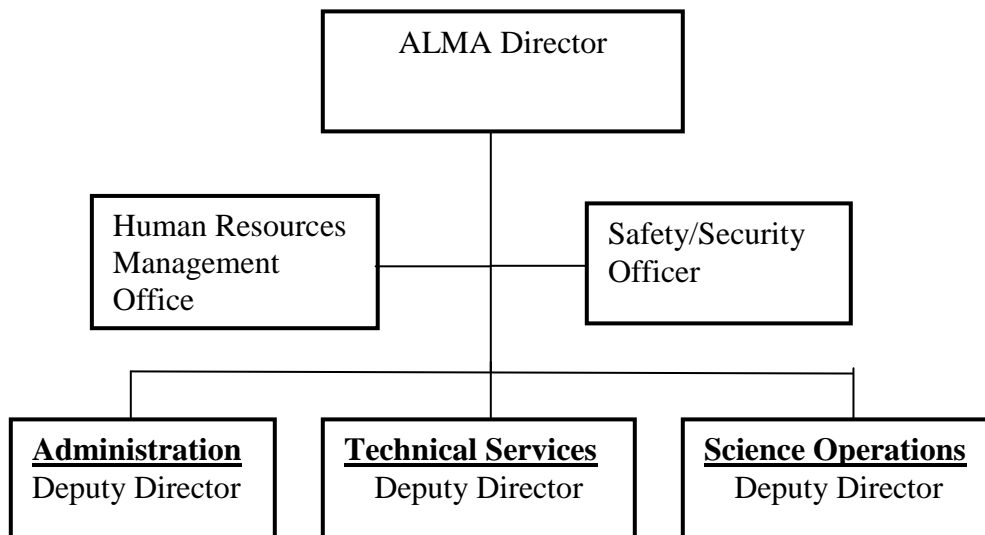 ALMA Director
Human Resources
Management
Office
Safety/Security
Officer
Administration
Deputy Director
Technical Services
Deputy Director
Science Operations
Deputy Director